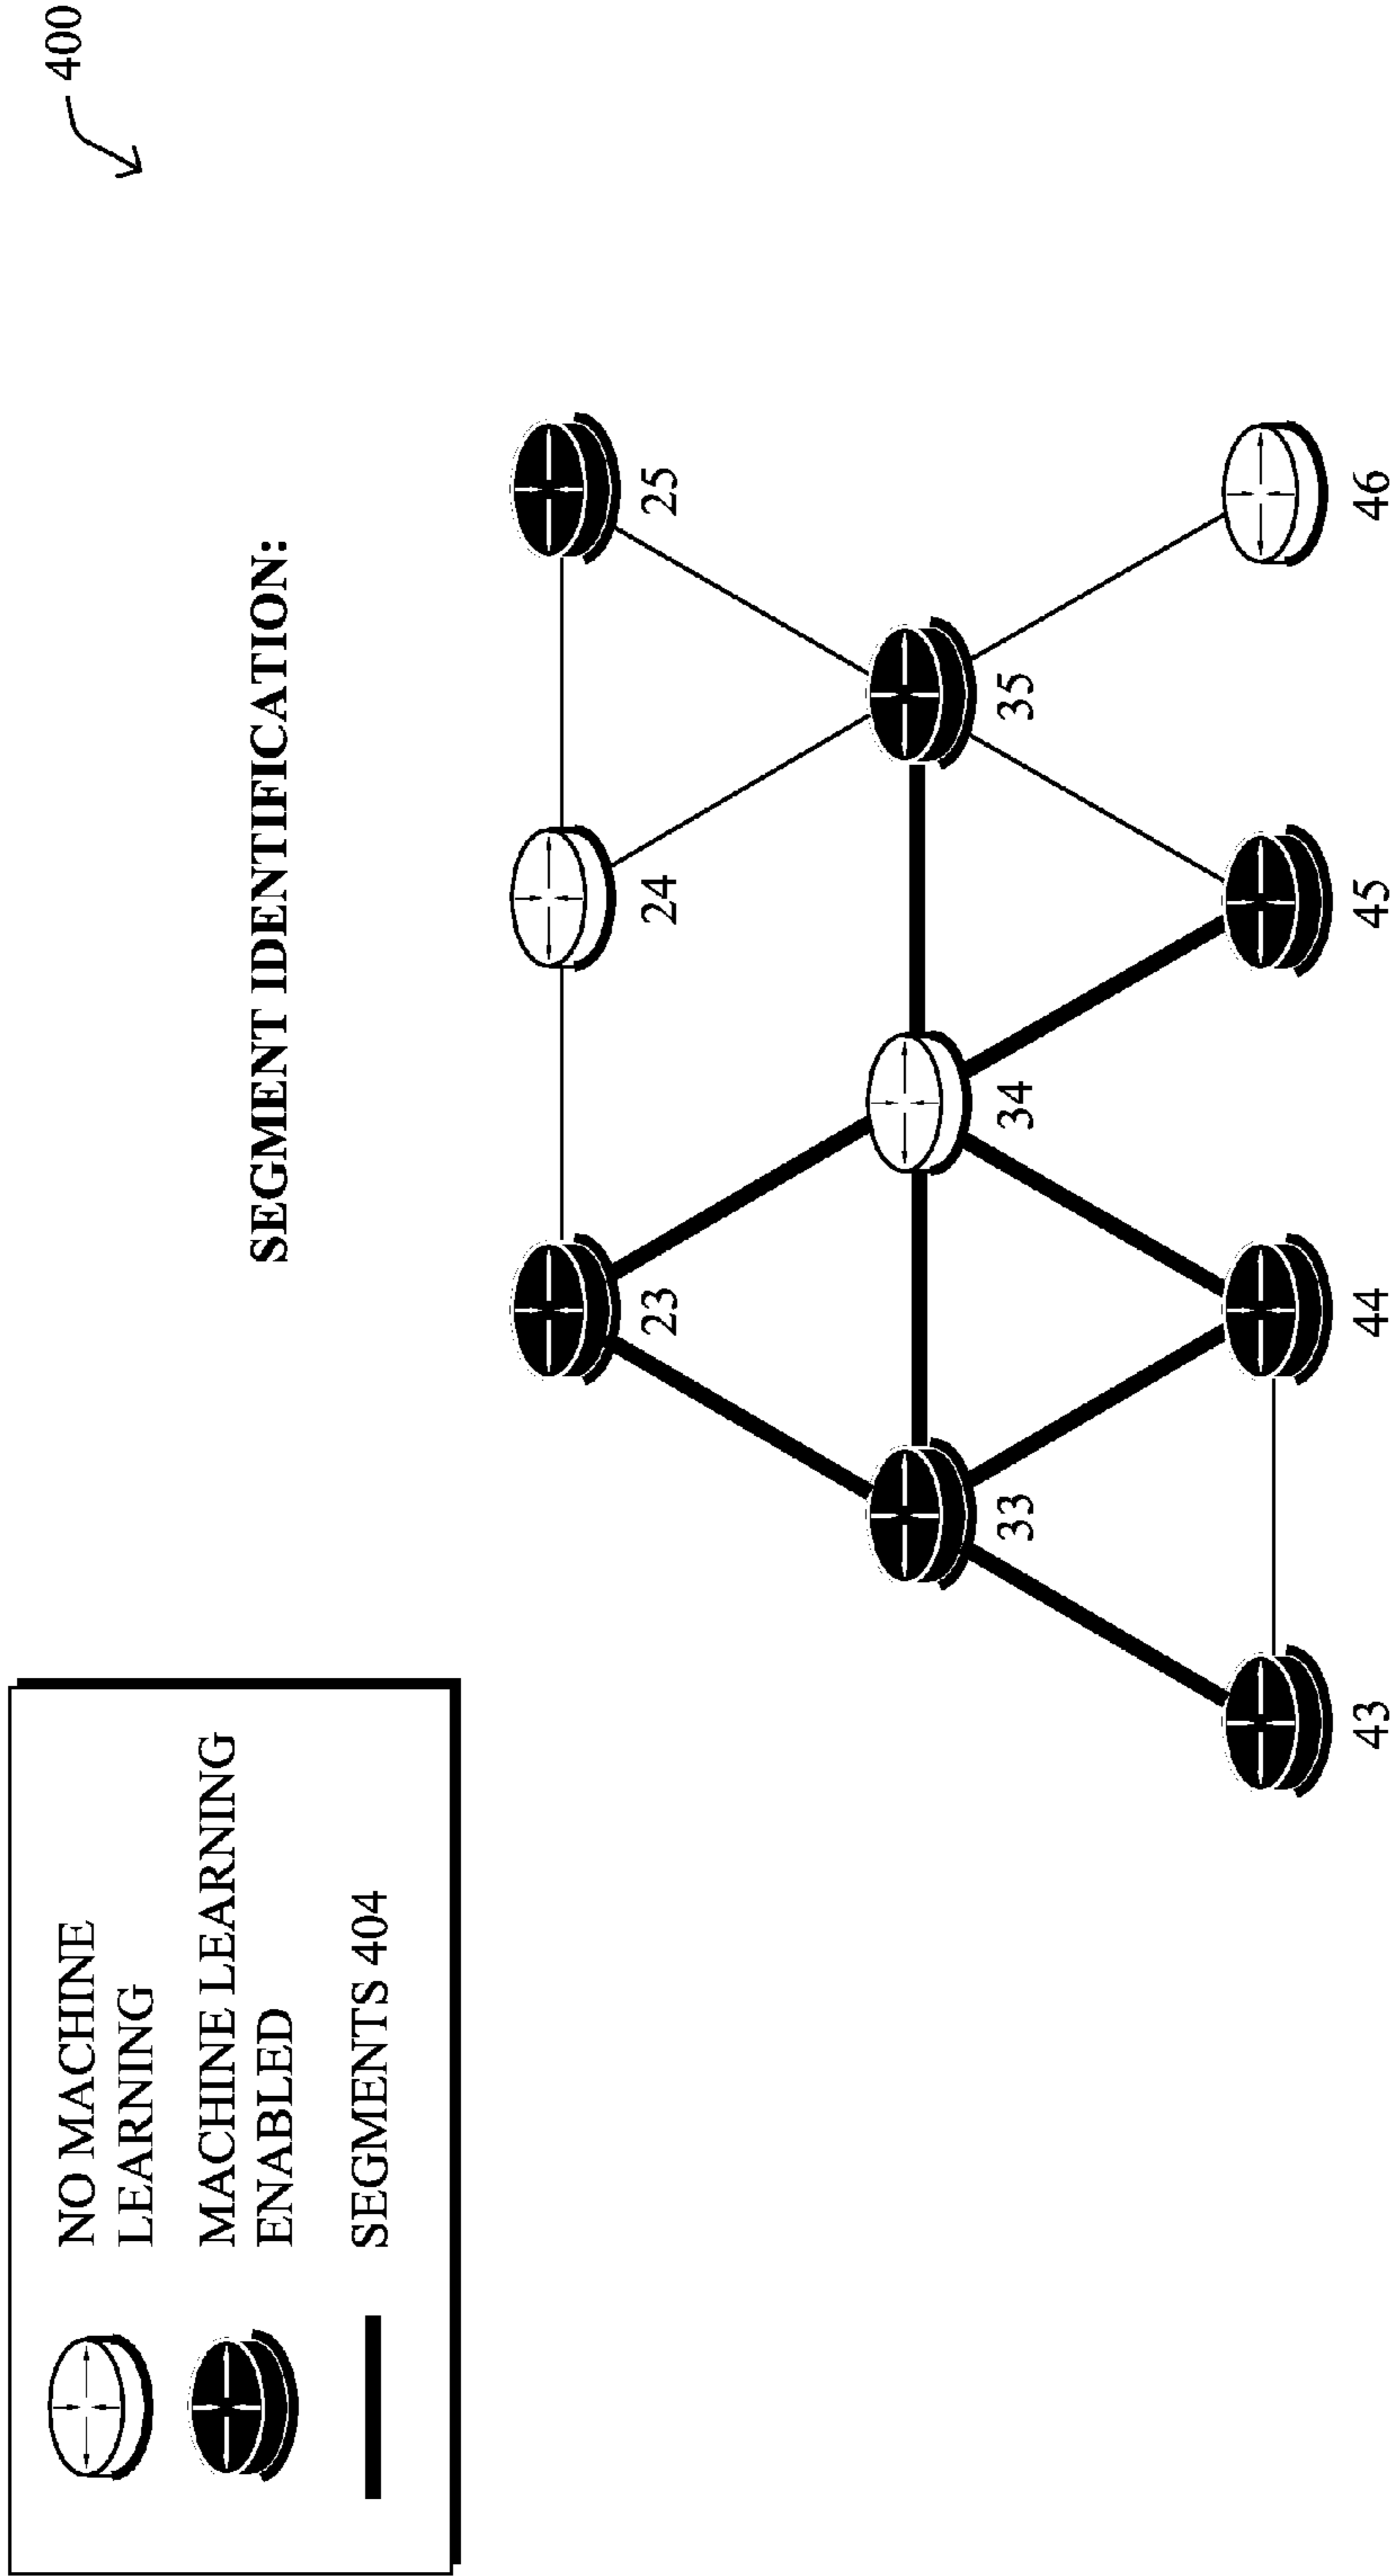 400
NO MACHINE
LEARNING
MACHINE LEARNING
ENABLED
SEGMENTS 404
SEGMENT IDENTIFICATION:
23
24
25
33
34
35
43
44
45
46